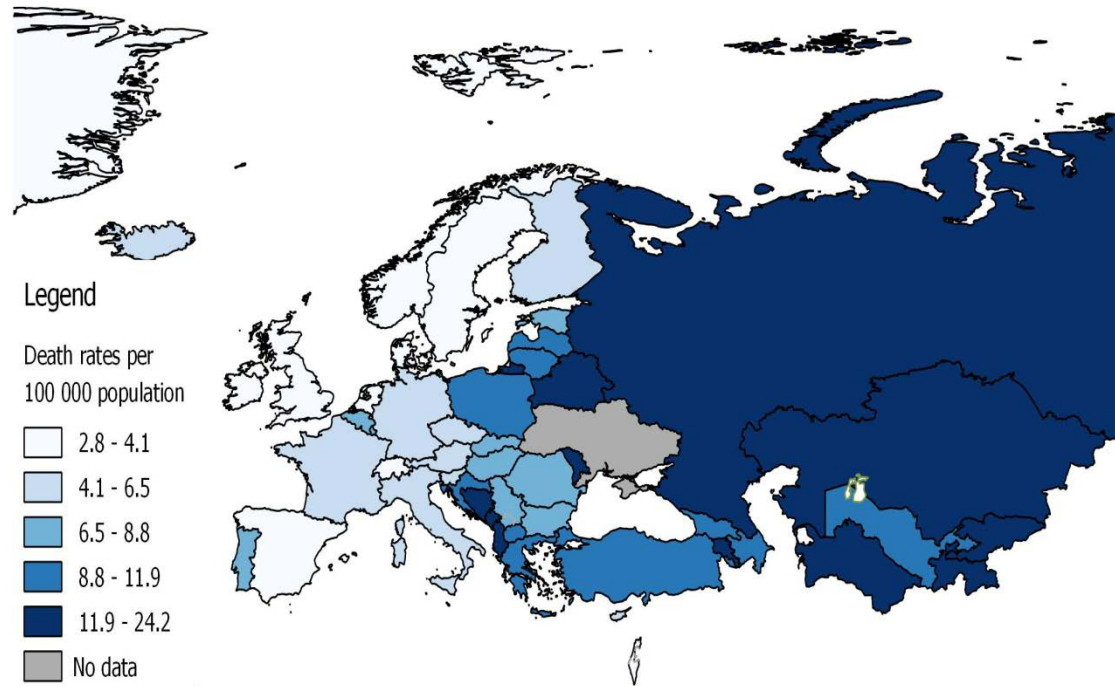 Legend
Death rates per
100 000 population
2.8 - 4.1
4.1 - 6.5
6.5 - 8.8
8.8 - 11.9
11.9 - 24.2
No data